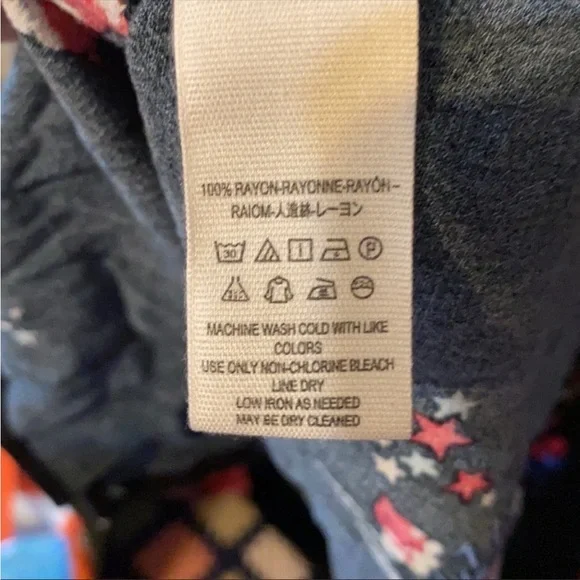 100% RAYON-RAYONNE-RAYÓN-
RAIOM-人造絲-レーヨン
30 P
MACHINE WASH COLD WITH LIKE
COLORS
USE ONLY NON-CHLORINE BLEACH
LINE DRY
LOW IRON AS NEEDED
MAY BE DRY CLEANED